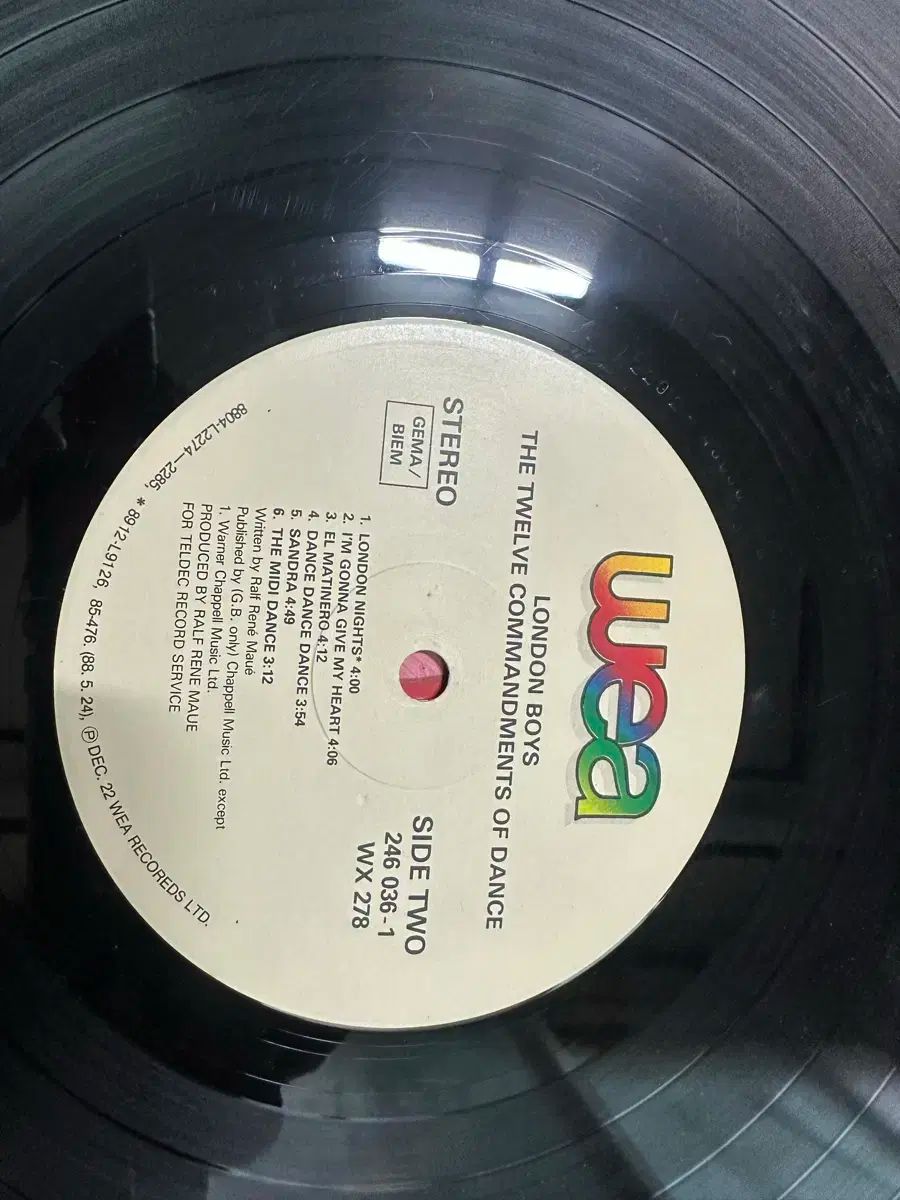 wea
LONDON BOYS
THE TWELVE COMMANDMENTS OF DANCE
STEREO
GEMA/
BIEM
SIDE TWO
246 036-1
WX 278
1. LONDON NIGHTS* 4:00
2. I'M GONNA GIVE MY HEART 4:06
3. EL MATINERO 4:12
4. DANCE DANCE DANCE 3:54
5. SANDRA 4:49
6. THE MIDI DANCE 3:12
Written by Ralf René Maué
Published by (G.B. only) Chappell Music Ltd. except
1. Warner Chappell Music Ltd.
PRODUCED BY RALF RENE MAUE
FOR TELDEC RECORD SERVICE
8804-L2274—2285, * 8912-L9126, 85-476, (88. 5. 24), Ⓟ DEC. 22 WEA RECOREDS LTD.